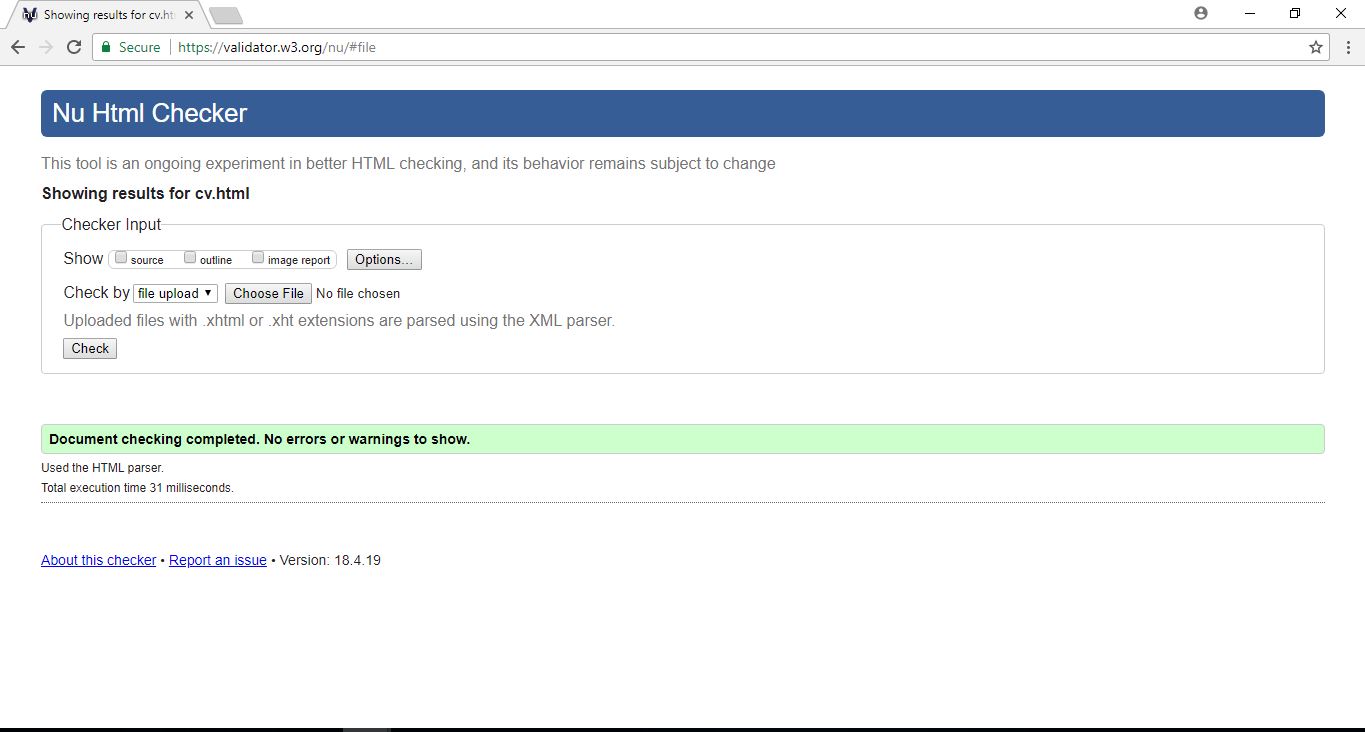 Showing results for cv.ht
Secure https://validator.w3.org/nu/#file
Nu Html Checker
This tool is an ongoing experiment in better HTML checking, and its behavior remains subject to change
Showing results for cv.html
Checker Input
Show source outline image report Options...
Check by file upload Choose File No file chosen
Uploaded files with .xhtml or .xht extensions are parsed using the XML parser.
Check
Document checking completed. No errors or warnings to show.
Used the HTML parser.
Total execution time 31 milliseconds.
About this checker • Report an issue • Version: 18.4.19